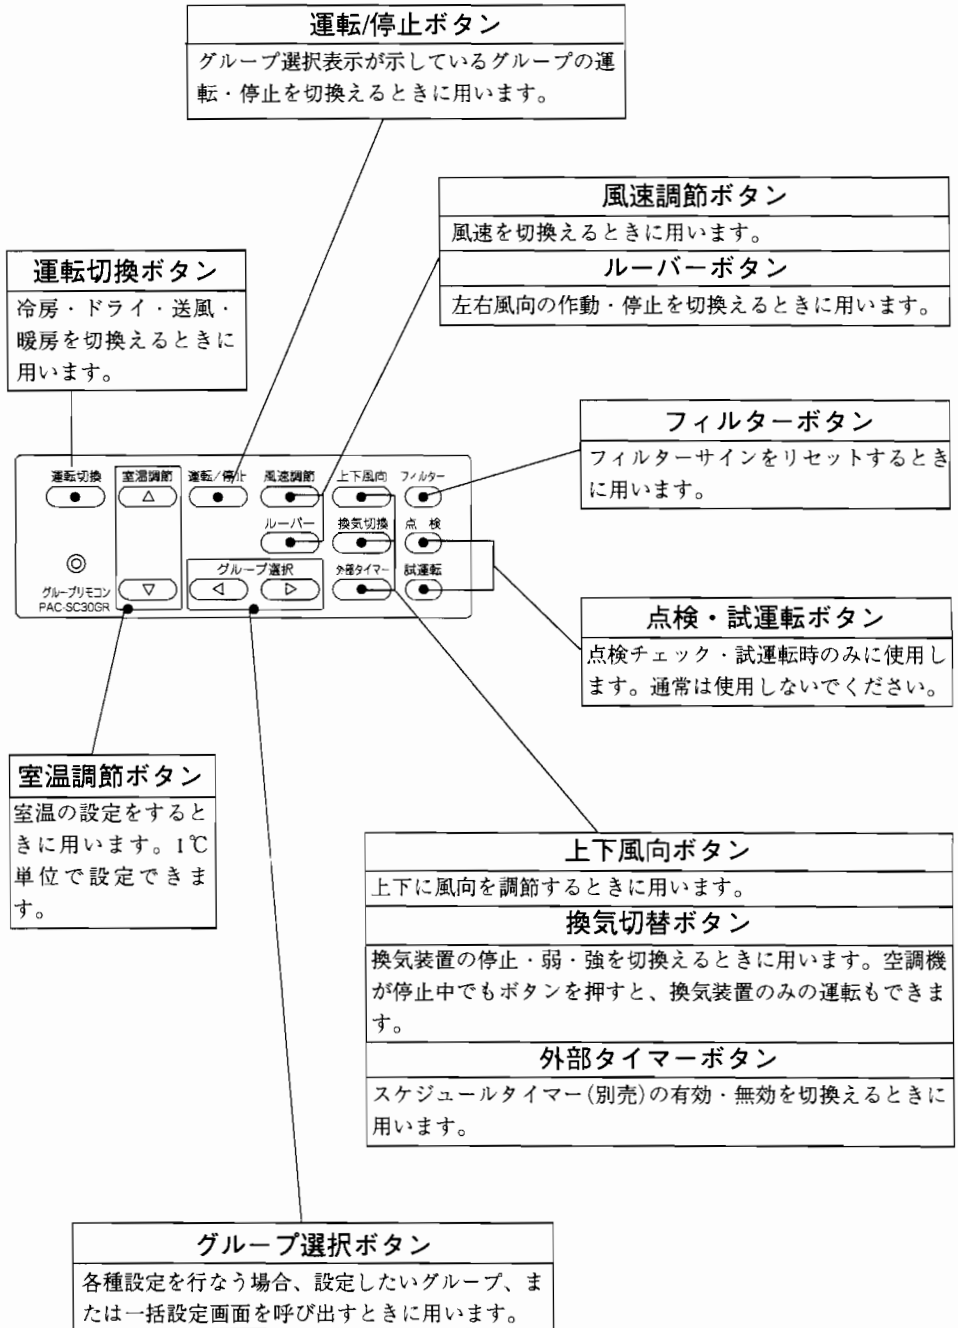 運転/停止ボタン
グループ選択表示が示しているグループの運
転・停止を切換えるときに用います。
風速調節ボタン
風速を切換えるときに用います。
ルーバーボタン
左右風向の作動・停止を切換えるときに用います。
運転切換ボタン
冷房・ドライ・送風・
暖房を切換えるときに
用います。
フィルターボタン
フィルターサインをリセットするとき
に用います。
運転切換 室温調節 運転/停止 風速調節 上下風向 フィルター
△
ルーバー 換気切換 点 検
グループ選択 外部タイマー 試運転
グループリモコン ▽ ◁ ▷
PAC-SC30GR
点検・試運転ボタン
点検チェック・試運転時のみに使用し
ます。通常は使用しないでください。
室温調節ボタン
室温の設定をすると
きに用います。1℃
単位で設定できま
す。
上下風向ボタン
上下に風向を調節するときに用います。
換気切替ボタン
換気装置の停止・弱・強を切換えるときに用います。空調機
が停止中でもボタンを押すと、換気装置のみの運転もできま
す。
外部タイマーボタン
スケジュールタイマー(別売)の有効・無効を切換えるときに
用います。
グループ選択ボタン
各種設定を行なう場合、設定したいグループ、ま
たは一括設定画面を呼び出すときに用います。